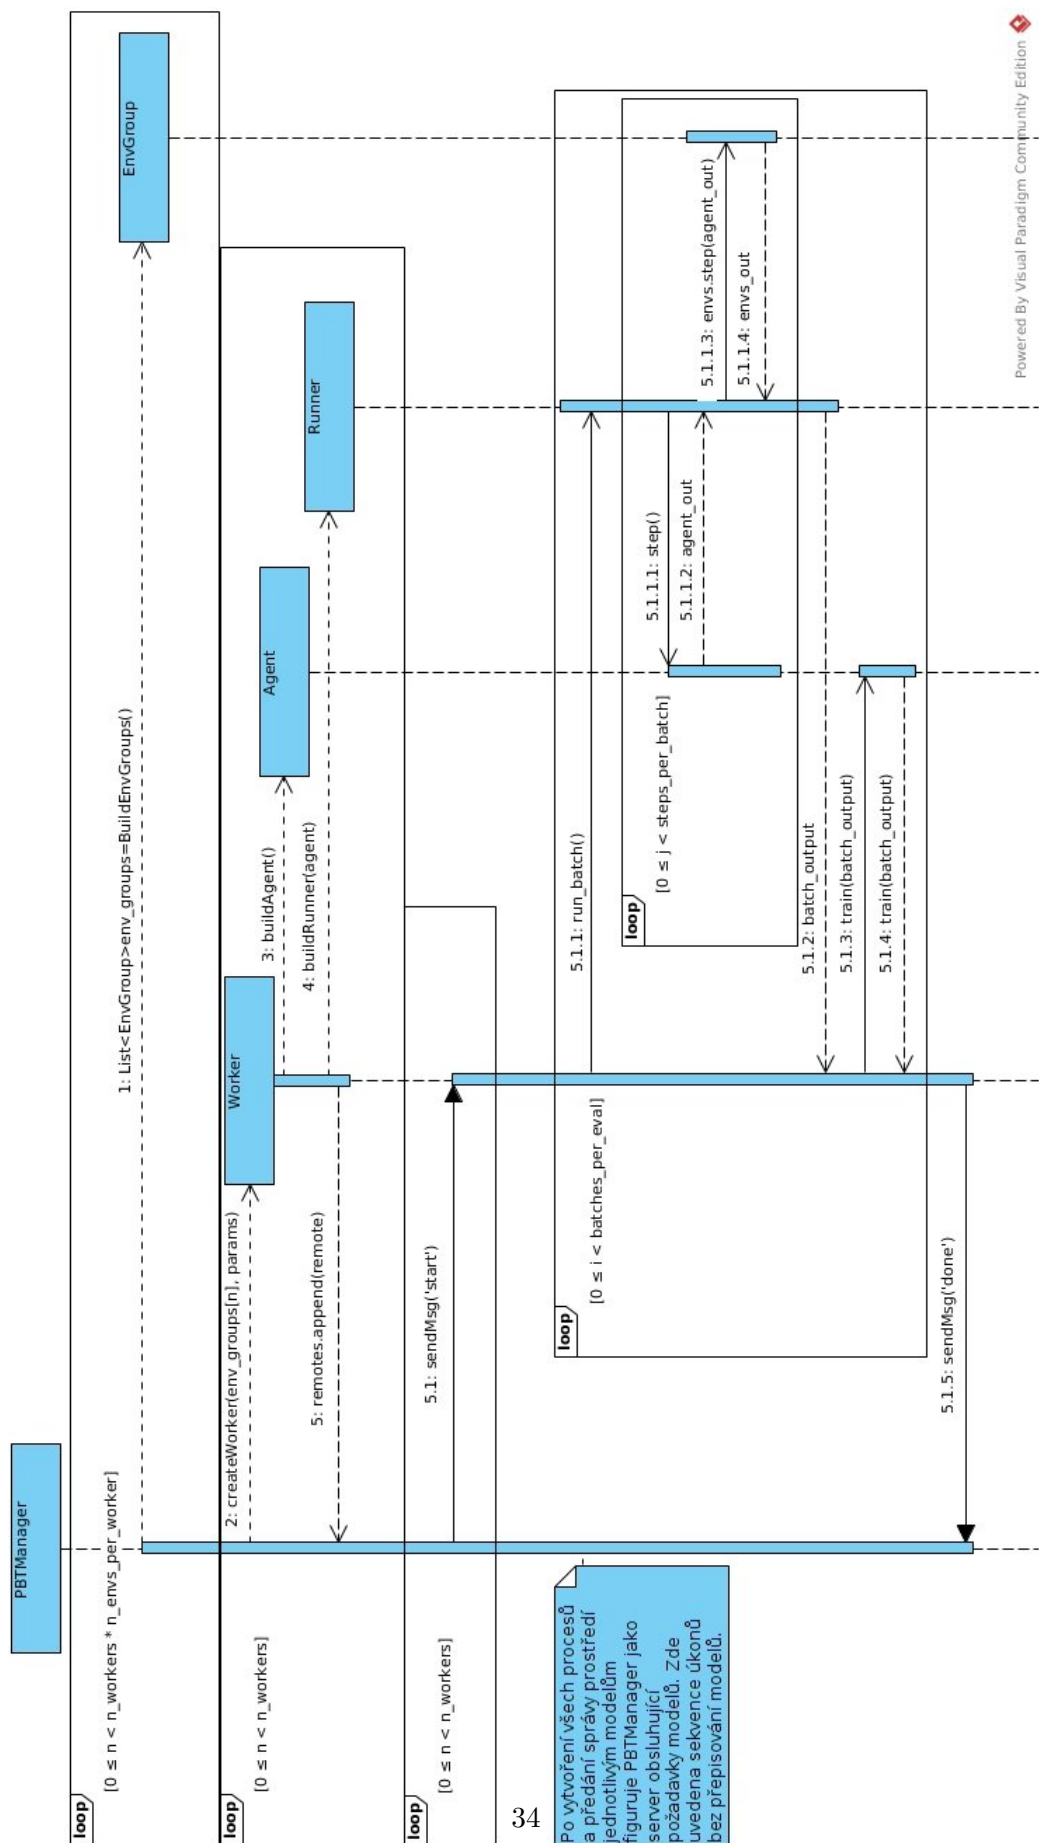 PBTManager
Worker
Agent
Runner
EnvGroup
loop
[0 ≤ n < n_workers * n_envs_per_worker]
1: List<EnvGroup>env_groups=BuildEnvGroups()
loop
[0 ≤ n < n_workers]
2: createWorker(env_groups[n], params)
3: buildAgent()
4: buildRunner(agent)
5: remotes.append(remote)
loop
[0 ≤ n < n_workers]
5.1: sendMsg('start')
Po vytvoření všech procesů
a předání správy prostředí
jednotlivým modelům
figuruje PBTManager jako
server obsluhující
požadavky modelů. Zde
uvedena sekvence úkonů
bez přepisování modelů.
loop
[0 ≤ i < batches_per_eval]
5.1.1: run_batch()
loop
[0 ≤ j < steps_per_batch]
5.1.1.1: step()
5.1.1.2: agent_out
5.1.1.3: envs.step(agent_out)
5.1.1.4: envs_out
5.1.2: batch_output
5.1.3: train(batch_output)
5.1.4: train(batch_output)
5.1.5: sendMsg('done')
Powered By Visual Paradigm Community Edition
34